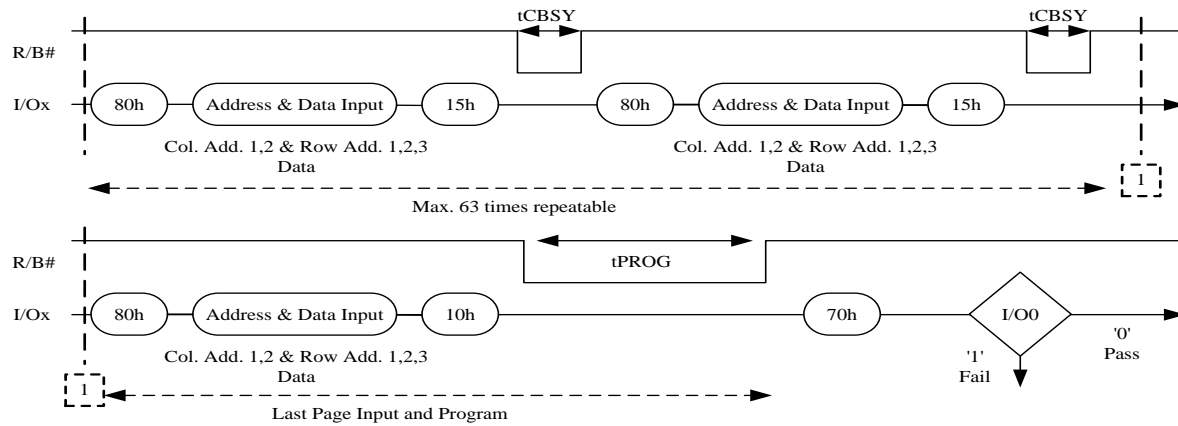 tCBSY tCBSY
R/B#
I/Ox 80h Address & Data Input 15h 80h Address & Data Input 15h
Col. Add. 1,2 & Row Add. 1,2,3 Col. Add. 1,2 & Row Add. 1,2,3
Data Data
1
Max. 63 times repeatable
R/B#
tPROG
I/Ox 80h Address & Data Input 10h 70h I/O0
'0'
Pass
Col. Add. 1,2 & Row Add. 1,2,3
Data
'1'
Fail
1
Last Page Input and Program